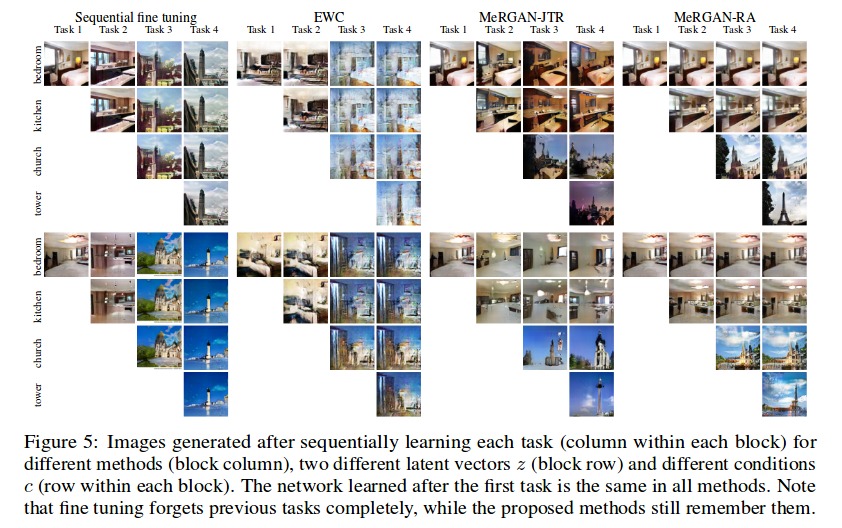 Sequential fine tuning EWC MeRGAN-JTR MeRGAN-RA
Task 1 Task 2 Task 3 Task 4 Task 1 Task 2 Task 3 Task 4 Task 1 Task 2 Task 3 Task 4 Task 1 Task 2 Task 3 Task 4
bedroom
kitchen
church
tower
bedroom
kitchen
church
tower
Figure 5: Images generated after sequentially learning each task (column within each block) for
different methods (block column), two different latent vectors z (block row) and different conditions
c (row within each block). The network learned after the first task is the same in all methods. Note
that fine tuning forgets previous tasks completely, while the proposed methods still remember them.